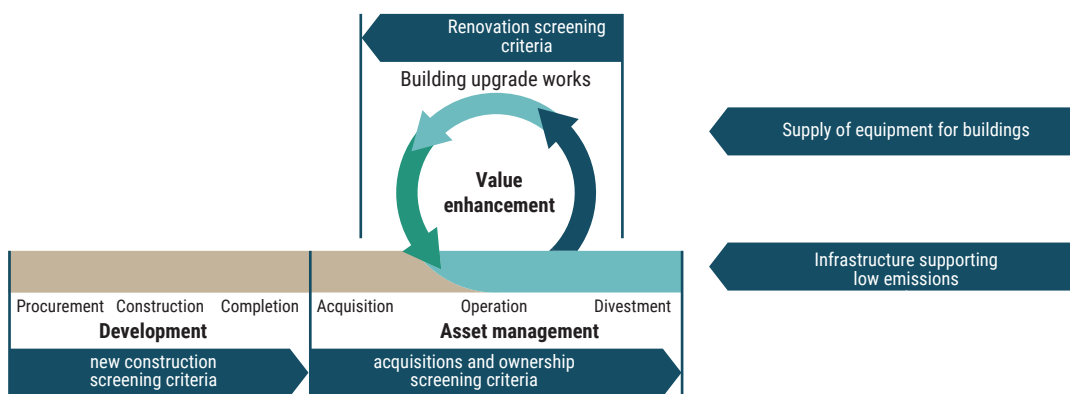 Renovation screening
criteria
Building upgrade works
Supply of equipment for buildings
Value
enhancement
Infrastructure supporting
low emissions
Procurement Construction Completion Acquisition Operation Divestment
Development Asset management
new construction
screening criteria
acquisitions and ownership
screening criteria